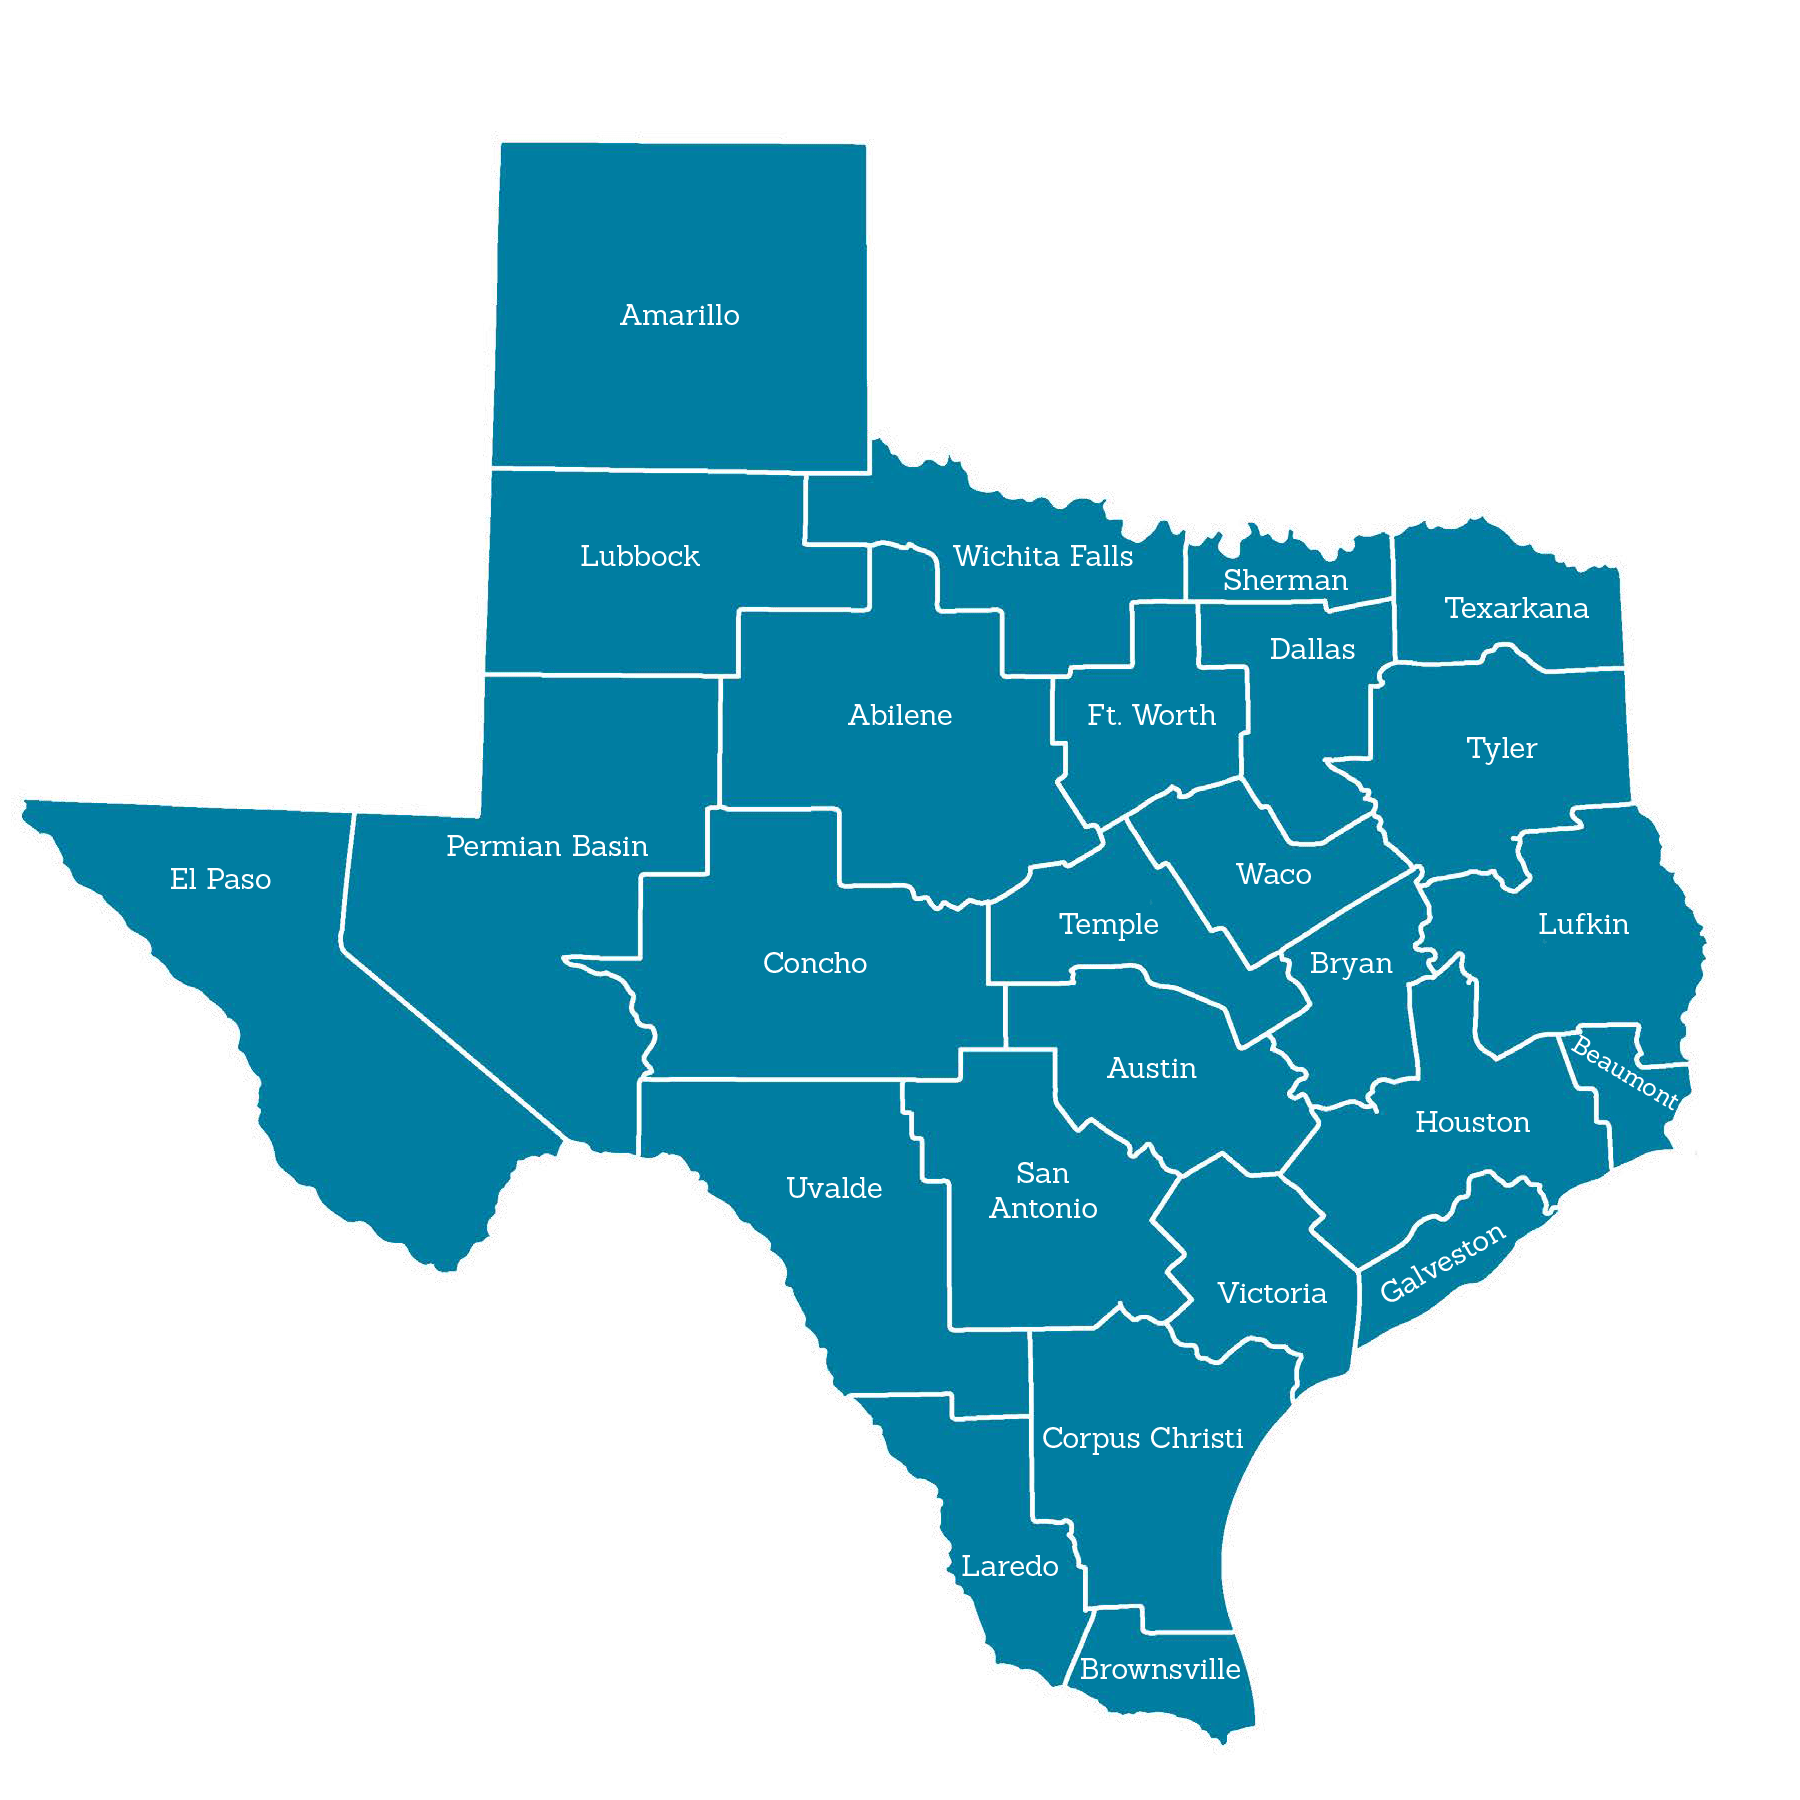 Amarillo
Lubbock
Wichita Falls
Sherman
Texarkana
Dallas
Abilene
Ft. Worth
Tyler
Permian Basin
El Paso
Waco
Temple
Lufkin
Concho
Bryan
Austin
Beaumont
Houston
Uvalde
San
Antonio
Victoria
Galveston
Corpus Christi
Laredo
Brownsville